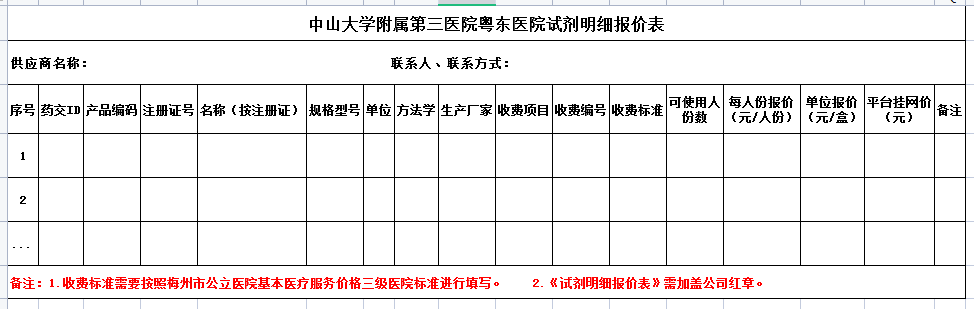 中山大学附属第三医院粤东医院试剂明细报价表
供应商名称： 联系人、联系方式：
序号 药交ID 产品编码 注册证号 名称（按注册证） 规格型号 单位 方法学 生产厂家 收费项目 收费编号 收费标准 可使用人份数 每人份报价（元/人份） 单位报价（元/盒） 平台挂网价（元） 备注
1
2
...
备注：1.收费标准需要按照梅州市公立医院基本医疗服务价格三级医院标准进行填写。 2.《试剂明细报价表》需加盖公司红章。